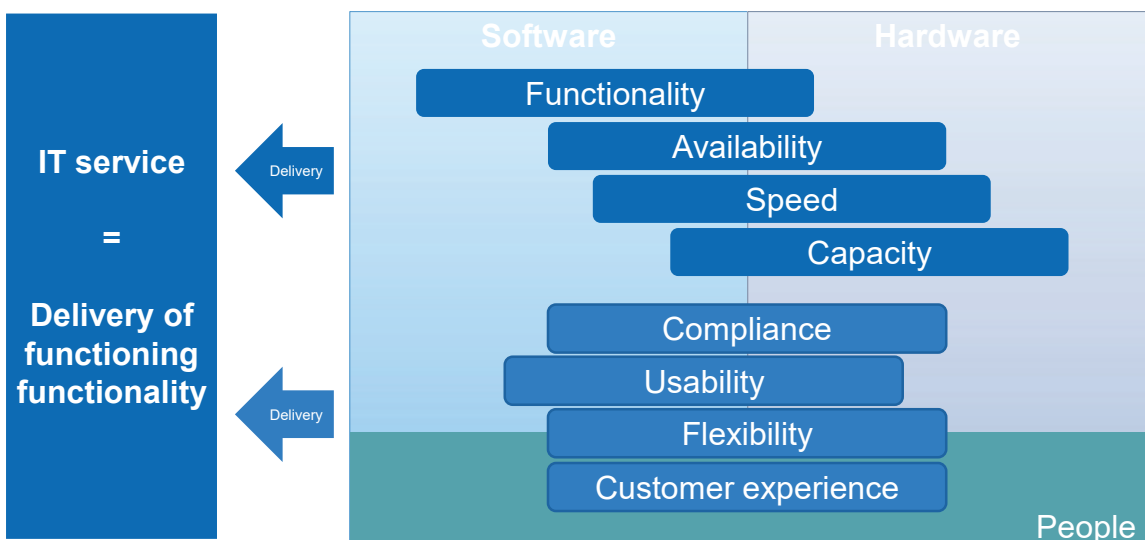 IT service
=
Delivery of
functioning
functionality
Delivery
Delivery
Software
Hardware
Functionality
Availability
Speed
Capacity
Compliance
Usability
Flexibility
Customer experience
People